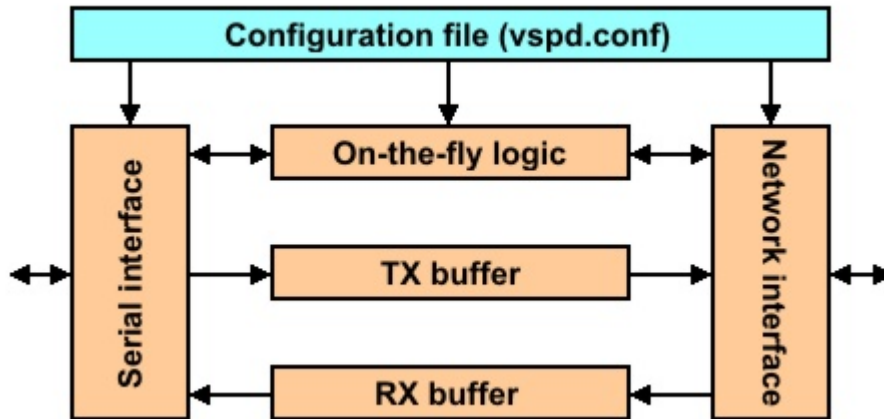 Configuration file (vspd.conf)
Serial interface
On-the-fly logic
TX buffer
RX buffer
Network interface